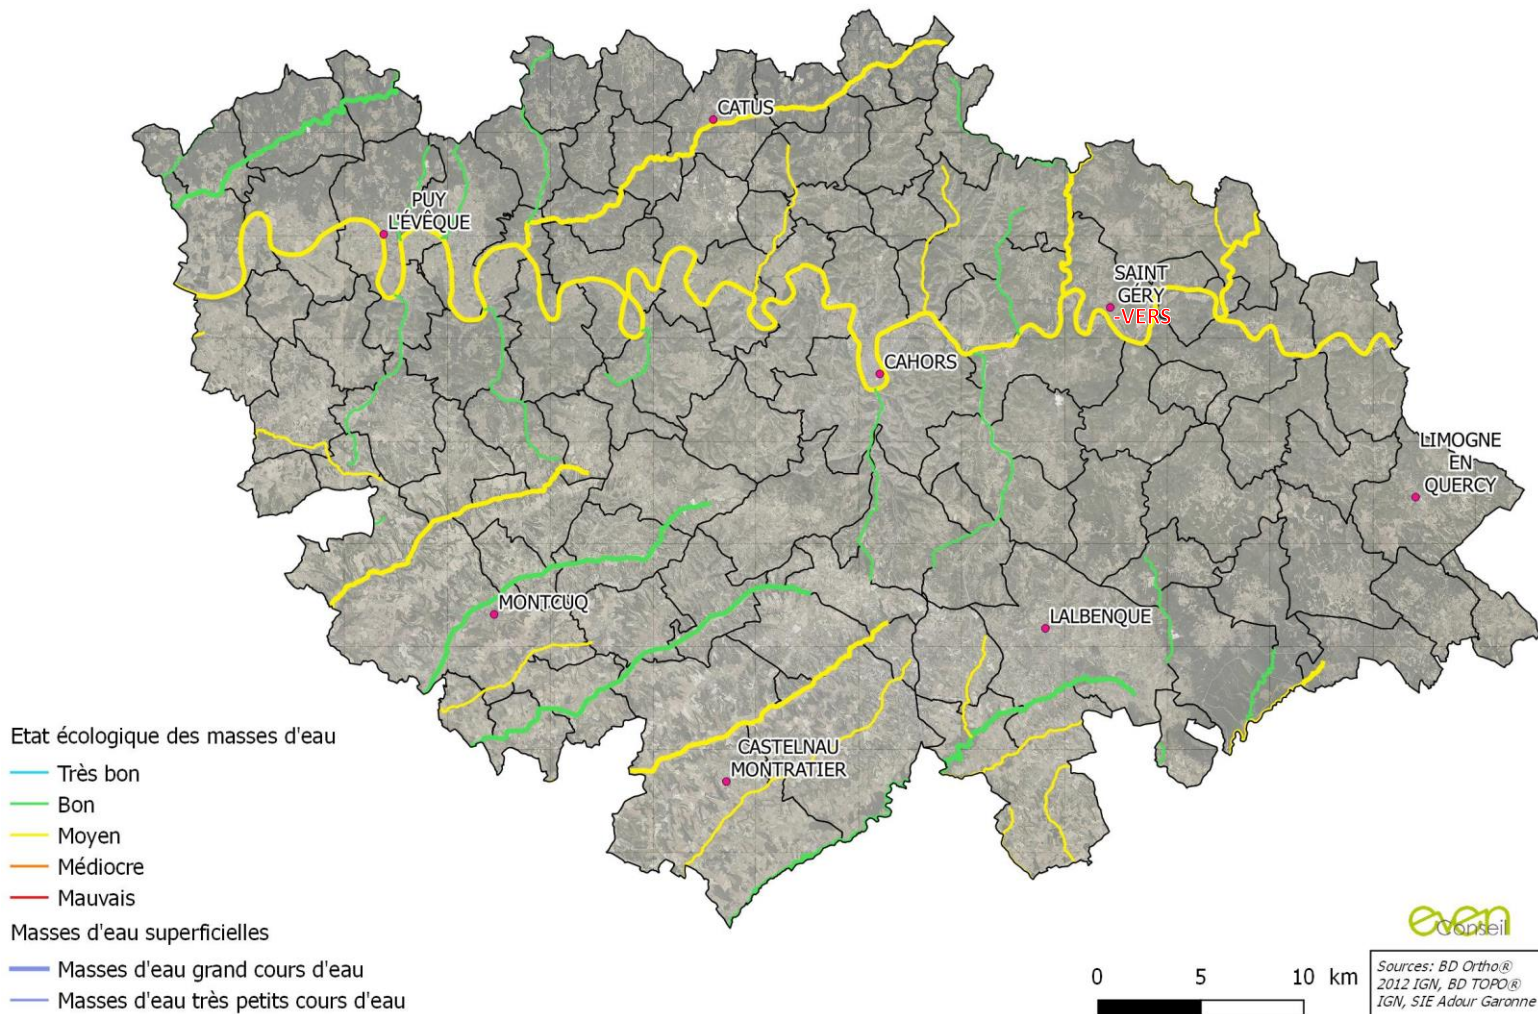 CATUS
PUY
L'ÉVÊQUE
SAINT
GÉRY
-VERS
CAHORS
LIMOGNE
EN
QUERCY
MONTCUQ
LALBENQUE
CASTELNAU
MONTRATIER
Etat écologique des masses d'eau
Très bon
Bon
Moyen
Médiocre
Mauvais
Masses d'eau superficielles
Masses d'eau grand cours d'eau
Masses d'eau très petits cours d'eau
0 5 10 km
even
Conseil
Sources: BD Ortho®
2012 IGN, BD TOPO®
IGN, SIE Adour Garonne